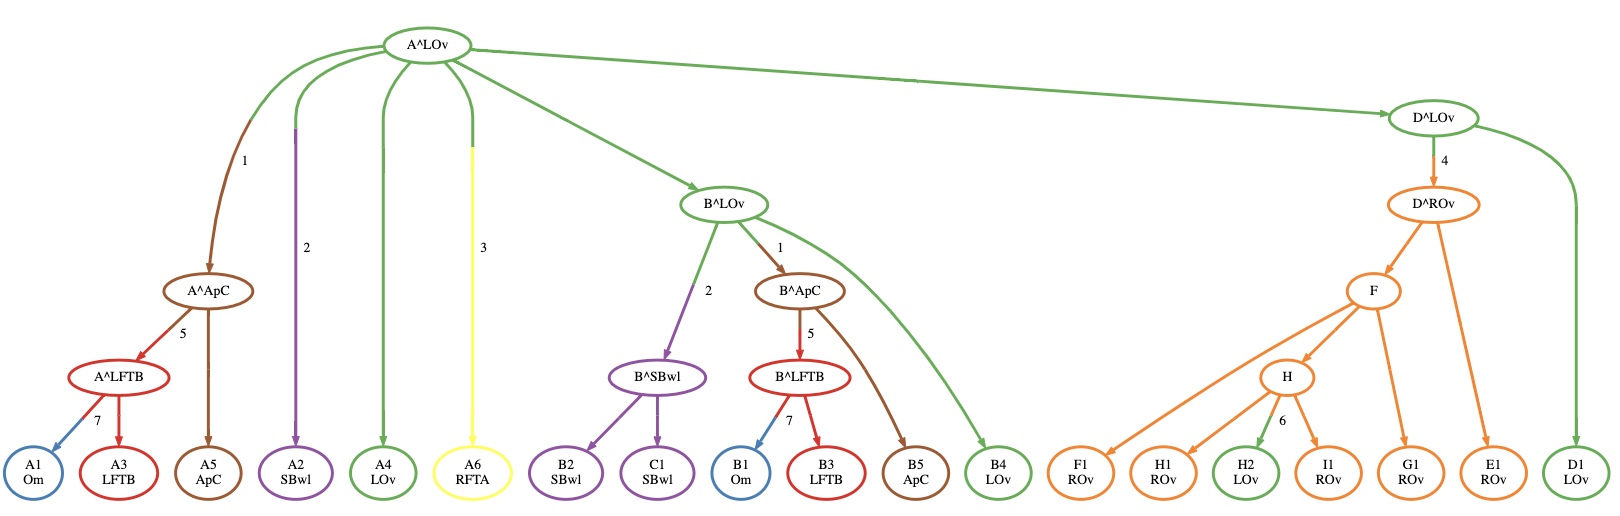 A^LOv
D^LOv
1
4
B^LOv
D^ROv
2
3
1
A^ApC
2
B^ApC
F
5
5
A^LFTB
B^SBwl
B^LFTB
H
7
7
6
A1
Om
A3
LFTB
A5
ApC
A2
SBwl
A4
LOv
A6
RFTA
B2
SBwl
C1
SBwl
B1
Om
B3
LFTB
B5
ApC
B4
LOv
F1
ROv
H1
ROv
H2
LOv
I1
ROv
G1
ROv
E1
ROv
D1
LOv